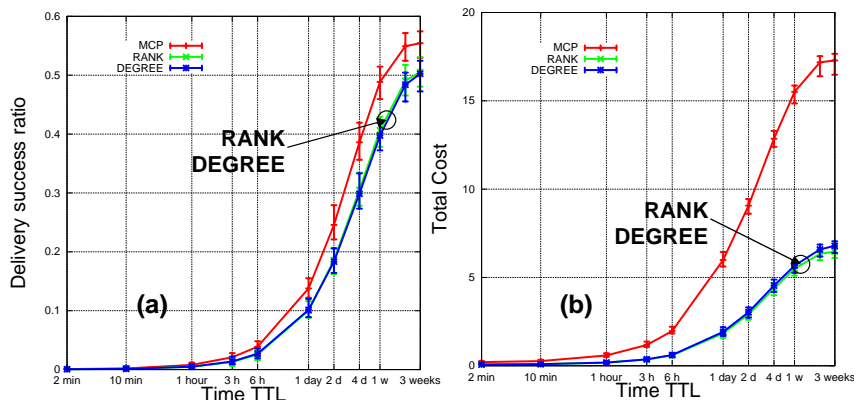 0.6
0.5
0.4
0.3
0.2
0.1
0
Delivery success ratio
MCP
RANK
DEGREE
RANK
DEGREE
(a)
2 min
10 min
1 hour
3 h
6 h
1 day
2 d
4 d
1 w
3 weeks
Time TTL
20
15
10
5
0
Total Cost
MCP
RANK
DEGREE
RANK
DEGREE
(b)
2 min
10 min
1 hour
3 h
6 h
1 day
2 d
4 d
1 w
3 weeks
Time TTL